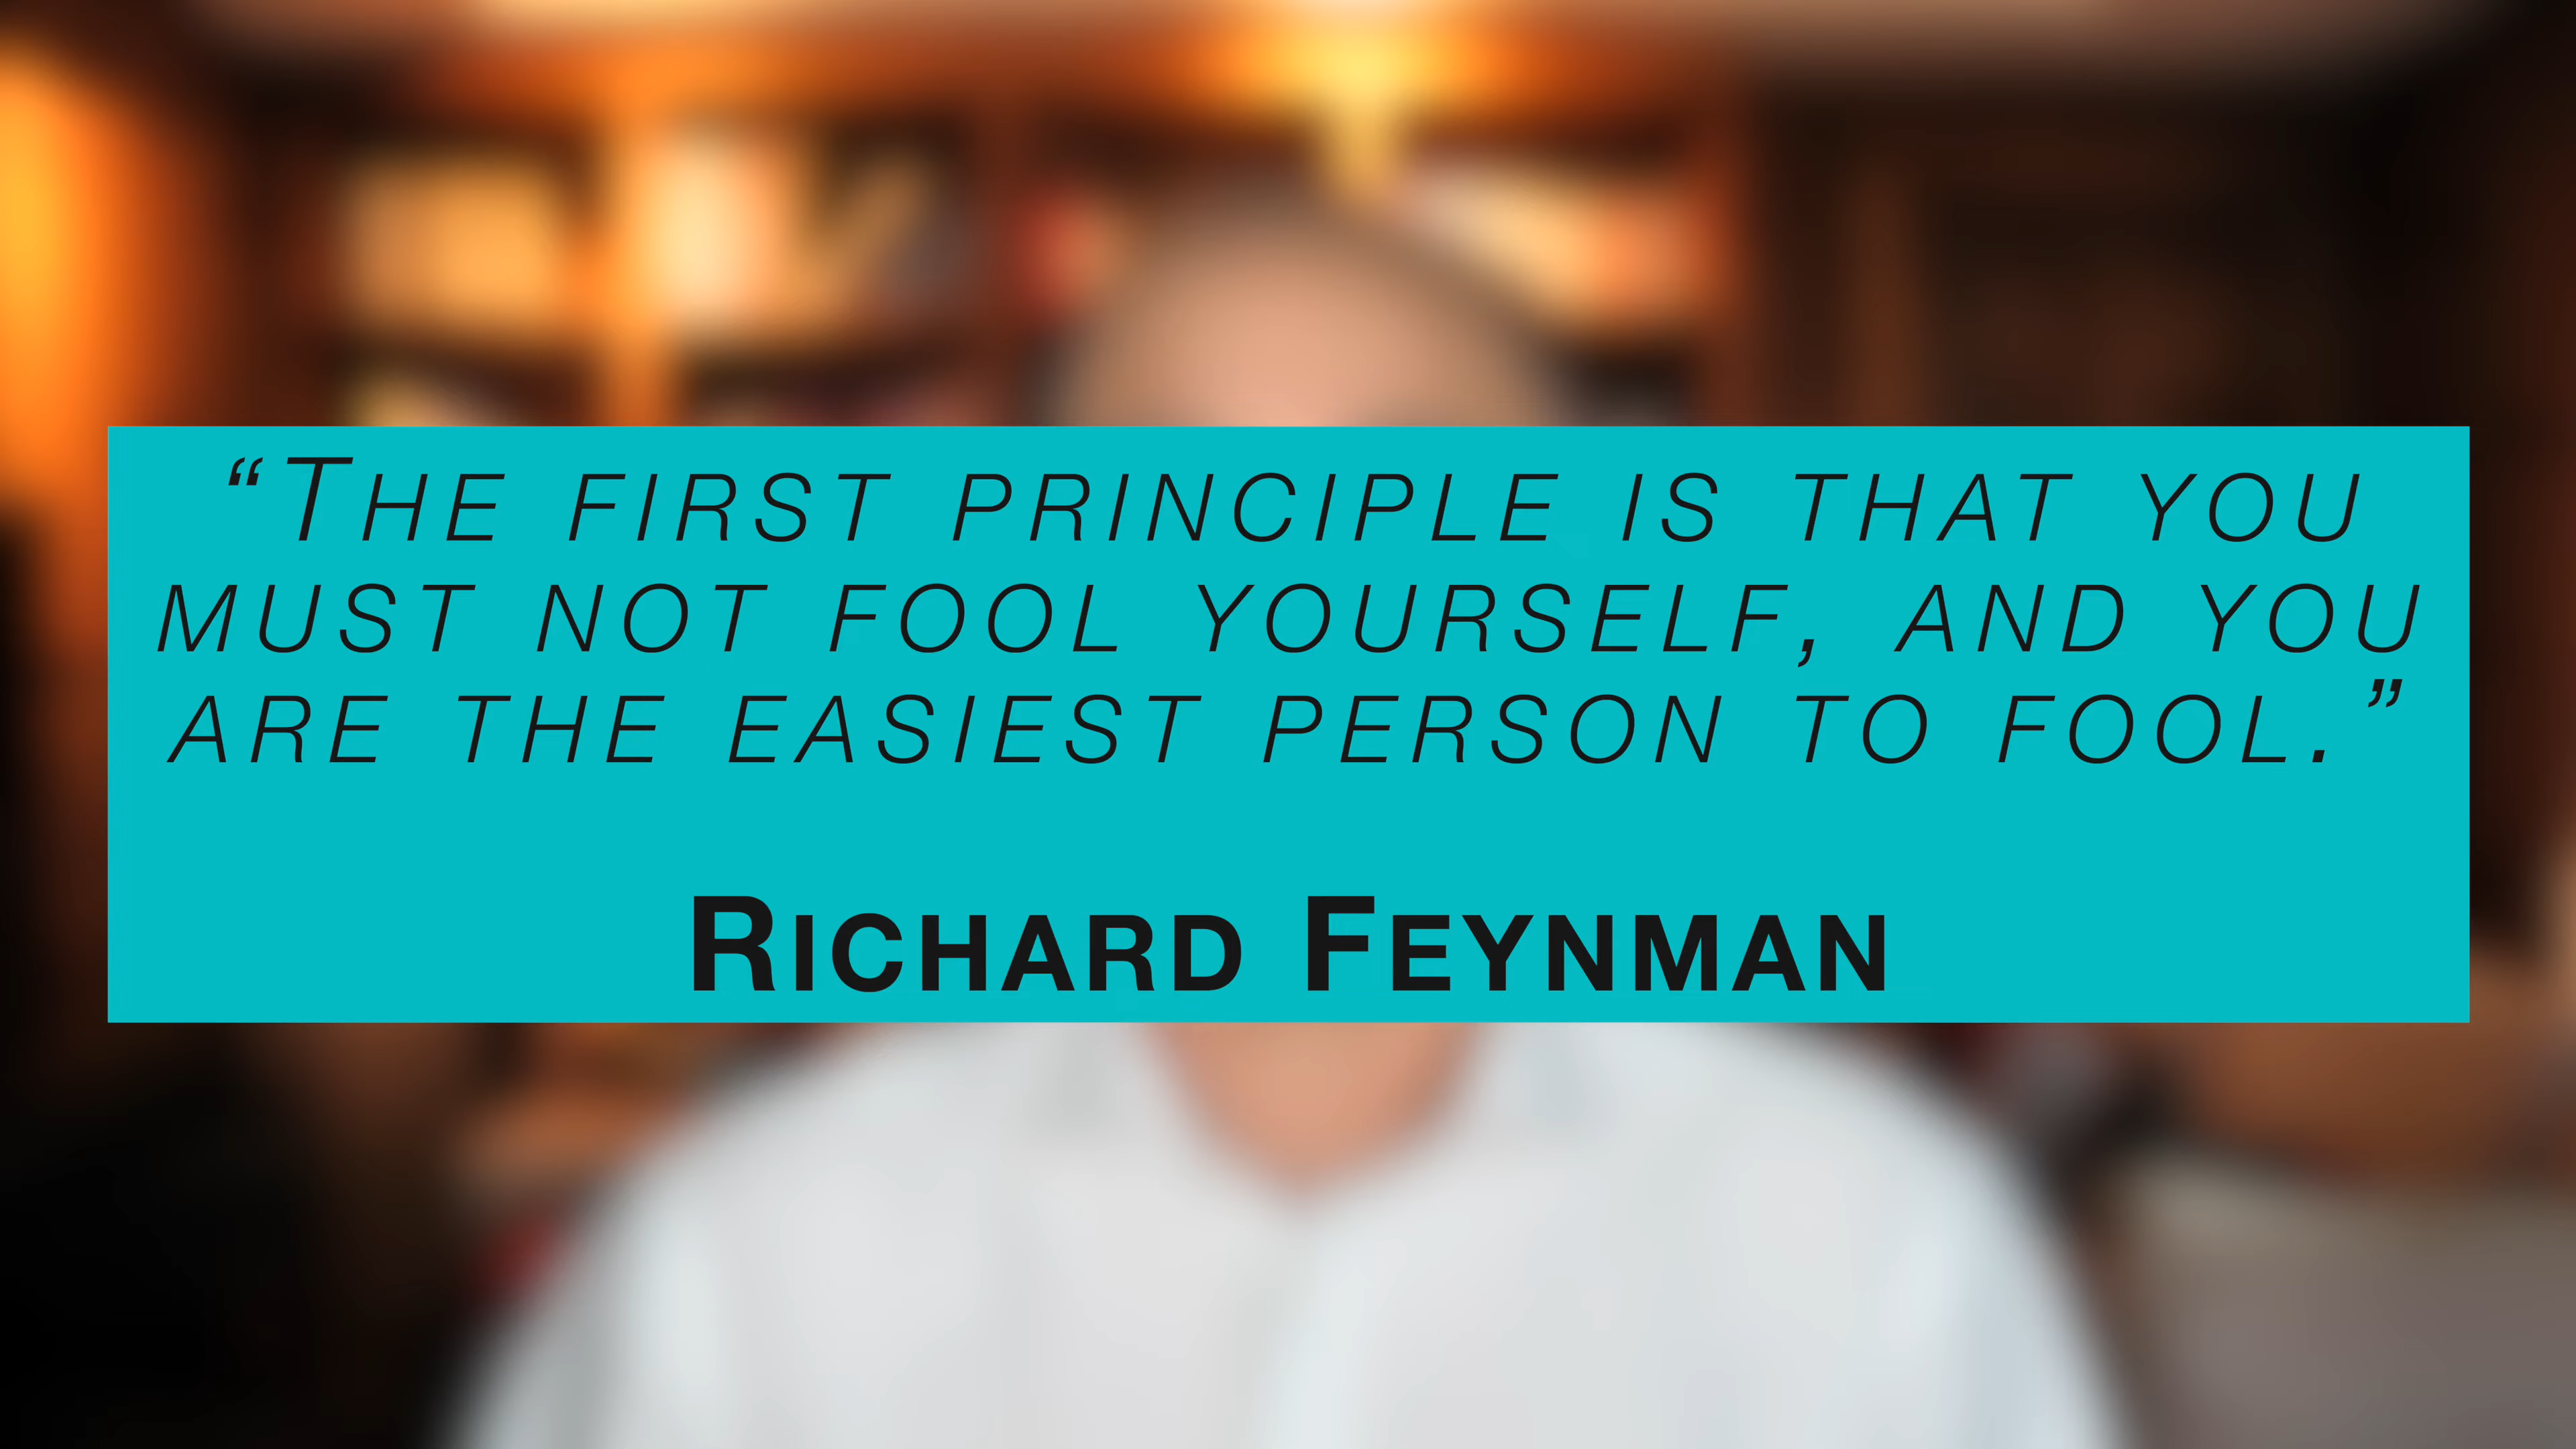 “The first principle is that you
must not fool yourself, and you
are the easiest person to fool.”
Richard Feynman